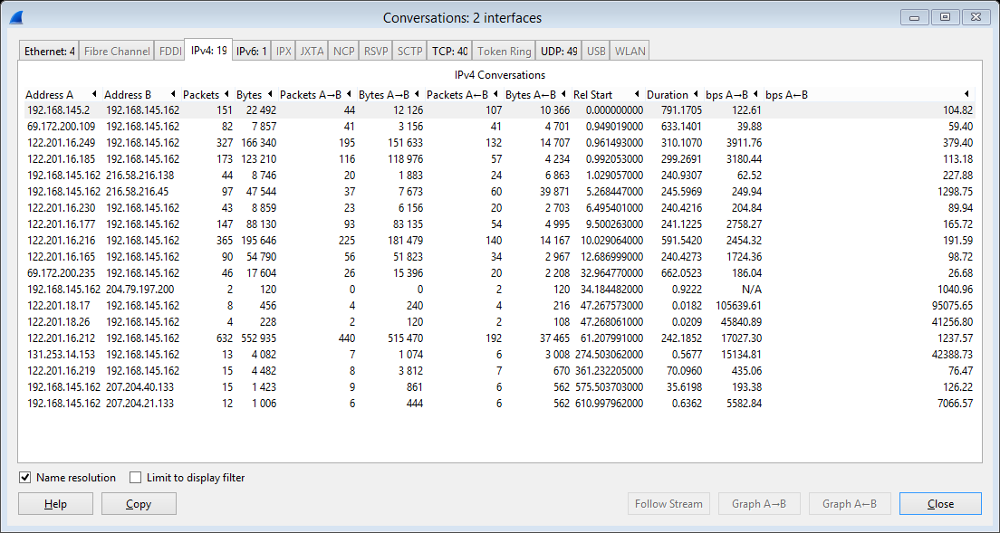 Conversations: 2 interfaces
Ethernet: 4 Fibre Channel FDDI IPv4: 19 IPv6: 1 IPX JXTA NCP RSVP SCTP TCP: 40 Token Ring UDP: 49 USB WLAN
IPv4 Conversations
Address A Address B Packets Bytes Packets A→B Bytes A→B Packets A←B Bytes A←B Rel Start Duration bps A→B bps A←B
192.168.145.2 192.168.145.162 151 22 492 44 12 126 107 10 366 0.000000000 791.1705 122.61 104.82
69.172.200.109 192.168.145.162 82 7 857 41 3 156 41 4 701 0.949019000 633.1401 39.88 59.40
122.201.16.249 192.168.145.162 327 166 340 195 151 633 132 14 707 0.961493000 310.1070 3911.76 379.40
122.201.16.185 192.168.145.162 173 123 210 116 118 976 57 4 234 0.992053000 299.2691 3180.44 113.18
192.168.145.162 216.58.216.138 44 8 746 20 1 883 24 6 863 1.029057000 240.9307 62.52 227.88
192.168.145.162 216.58.216.45 97 47 544 37 7 673 60 39 871 5.268447000 245.5969 249.94 1298.75
122.201.16.230 192.168.145.162 43 8 859 23 6 156 20 2 703 6.495401000 240.4216 204.84 89.94
122.201.16.177 192.168.145.162 147 88 130 93 83 135 54 4 995 9.500263000 241.1225 2758.27 165.72
122.201.16.216 192.168.145.162 365 195 646 225 181 479 140 14 167 10.029064000 591.5420 2454.32 191.59
122.201.16.165 192.168.145.162 90 54 790 56 51 823 34 2 967 12.686999000 240.4273 1724.36 98.72
69.172.200.235 192.168.145.162 46 17 604 26 15 396 20 2 208 32.964770000 662.0523 186.04 26.68
192.168.145.162 204.79.197.200 2 120 0 0 2 120 34.184482000 0.9222 N/A 1040.96
122.201.18.17 192.168.145.162 8 456 4 240 4 216 47.267573000 0.0182 105639.61 95075.65
122.201.18.26 192.168.145.162 4 228 2 120 2 108 47.268061000 0.0209 45840.89 41256.80
122.201.16.212 192.168.145.162 632 552 935 440 515 470 192 37 465 61.207991000 242.1852 17027.30 1237.57
131.253.14.153 192.168.145.162 13 4 082 7 1 074 6 3 008 274.503062000 0.5677 15134.81 42388.73
122.201.16.219 192.168.145.162 15 4 482 8 3 812 7 670 361.232205000 70.0960 435.06 76.47
192.168.145.162 207.204.40.133 15 1 423 9 861 6 562 575.503703000 35.6198 193.38 126.22
192.168.145.162 207.204.21.133 12 1 006 6 444 6 562 610.997962000 0.6362 5582.84 7066.57
Name resolution Limit to display filter
Help Copy Follow Stream Graph A→B Graph A←B Close